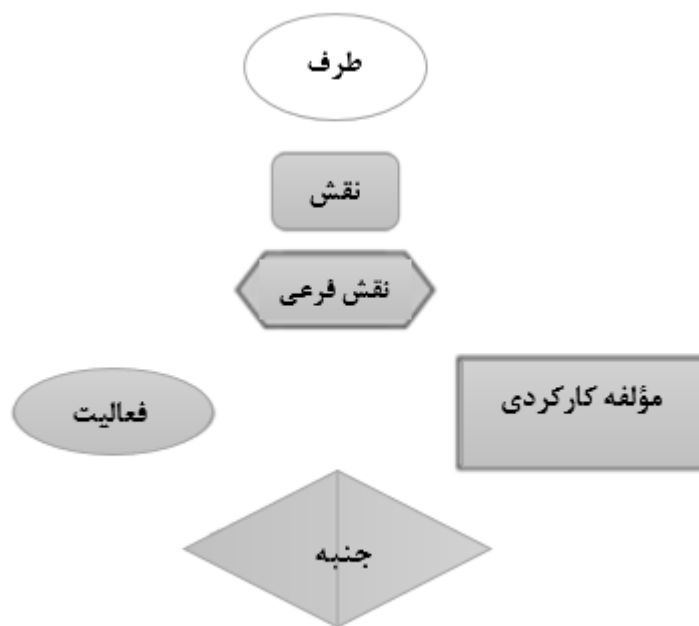 طرف
نقش
نقش فرعی
مؤلفه کارکردی
فعالیت
جنبه